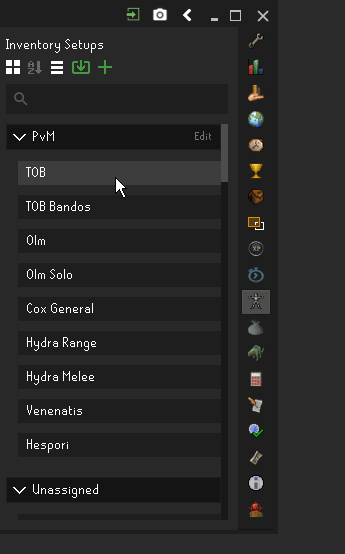 Inventory Setups
PvM
Edit
TOB
TOB Bandos
Olm
Olm Solo
Cox General
Hydra Range
Hydra Melee
Venenatis
Hespori
Unassigned